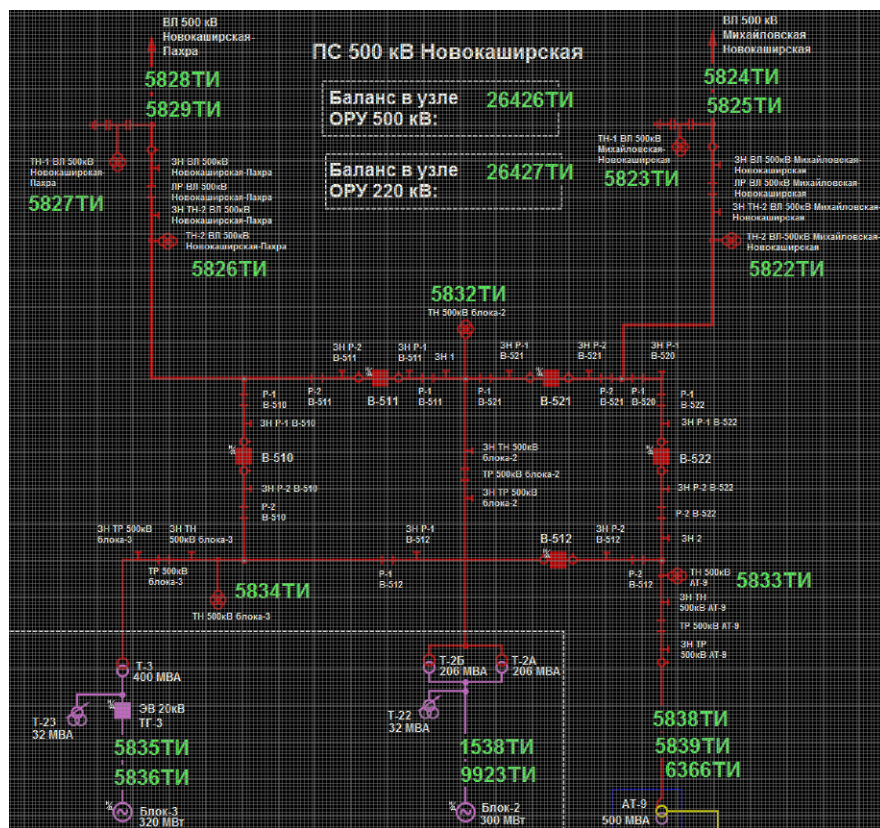 ВЛ 500 кВ
Новокаширская-
Пахра
5828ТИ
5829ТИ
ПС 500 кВ Новокаширская
Баланс в узле
ОРУ 500 кВ:
26426ТИ
Баланс в узле
ОРУ 220 кВ:
26427ТИ
ВЛ 500 кВ
Михайловская
Новокаширская
5824ТИ
5825ТИ
ТН-1 ВЛ 500кВ
Новокаширская-
Пахра
5827ТИ
ЗН ВЛ 500кВ
Новокаширская-Пахра
ЛР ВЛ 500кВ
Новокаширская-Пахра
ЗН ТН-2 ВЛ 500кВ
Новокаширская-Пахра
ТН-2 ВЛ 500кВ
Новокаширская-Пахра
5826ТИ
ТН-1 ВЛ 500кВ
Михайловская-
Новокаширская
5823ТИ
ЗН ВЛ 500кВ Михайловская-
Новокаширская
ЛР ВЛ 500кВ Михайловская-
Новокаширская
ЗН ТН-2 ВЛ 500кВ Михайловская-
Новокаширская
ТН-2 ВЛ-500кВ Михайловская-
Новокаширская
5822ТИ
5832ТИ
ТН 500кВ блока-2
ЗН Р-2
В-511
ЗН Р-1
В-511
ЗН 1
ЗН Р-1
В-521
ЗН Р-2
В-521
ЗН Р-1
В-520
Р-2
В-511
В-511
Р-1
В-511
Р-1
В-521
В-521
Р-2
В-521
Р-1
В-520
Р-1
В-510
ЗН Р-1 В-510
В-510
ЗН Р-2 В-510
Р-2
В-510
ЗН ТН 500кВ
блока-2
ТР 500кВ блока-2
ЗН ТР 500кВ
блока-2
Р-1
В-522
ЗН Р-1 В-522
В-522
ЗН Р-2 В-522
Р-2 В-522
ЗН 2
ЗН ТР 500кВ
блока-3
ЗН ТН
500кВ блока-3
ТР 500кВ
блока-3
ЗН Р-1
В-512
Р-1
В-512
В-512
ЗН Р-2
В-512
Р-2
В-512
5834ТИ
ТН 500кВ блока-3
ТН 500кВ
АТ-9
5833ТИ
ЗН ТН
500кВ АТ-9
ТР 500кВ АТ-9
ЗН ТР
500кВ АТ-9
Т-3
400 МВА
Т-23
32 МВА
ЭВ 20кВ
ТГ-3
5835ТИ
5836ТИ
Блок-3
320 МВт
Т-2Б
206 МВА
Т-2А
206 МВА
Т-22
32 МВА
1538ТИ
9923ТИ
Блок-2
300 МВт
5838ТИ
5839ТИ
6366ТИ
АТ-9
500 МВА